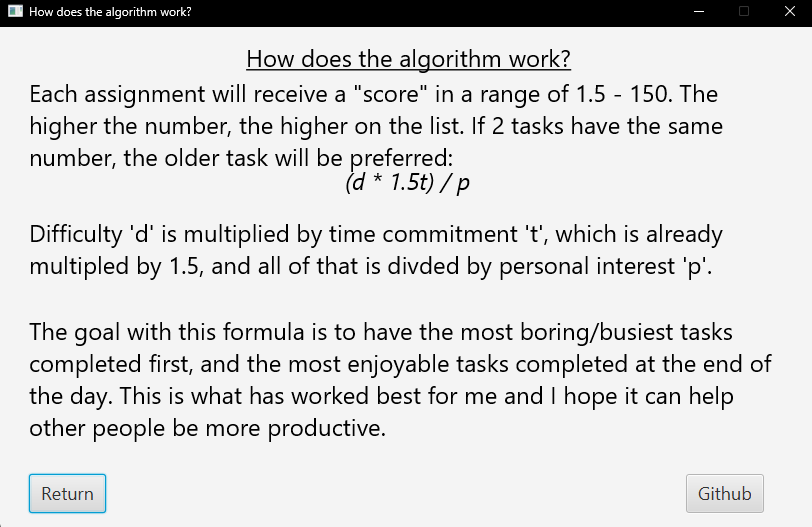 How does the algorithm work?
How does the algorithm work?
Each assignment will receive a "score" in a range of 1.5 - 150. The
higher the number, the higher on the list. If 2 tasks have the same
number, the older task will be preferred:
(d * 1.5t) / p
Difficulty 'd' is multiplied by time commitment 't', which is already
multipled by 1.5, and all of that is divded by personal interest 'p'.
The goal with this formula is to have the most boring/busiest tasks
completed first, and the most enjoyable tasks completed at the end of
the day. This is what has worked best for me and I hope it can help
other people be more productive.
Return
Github